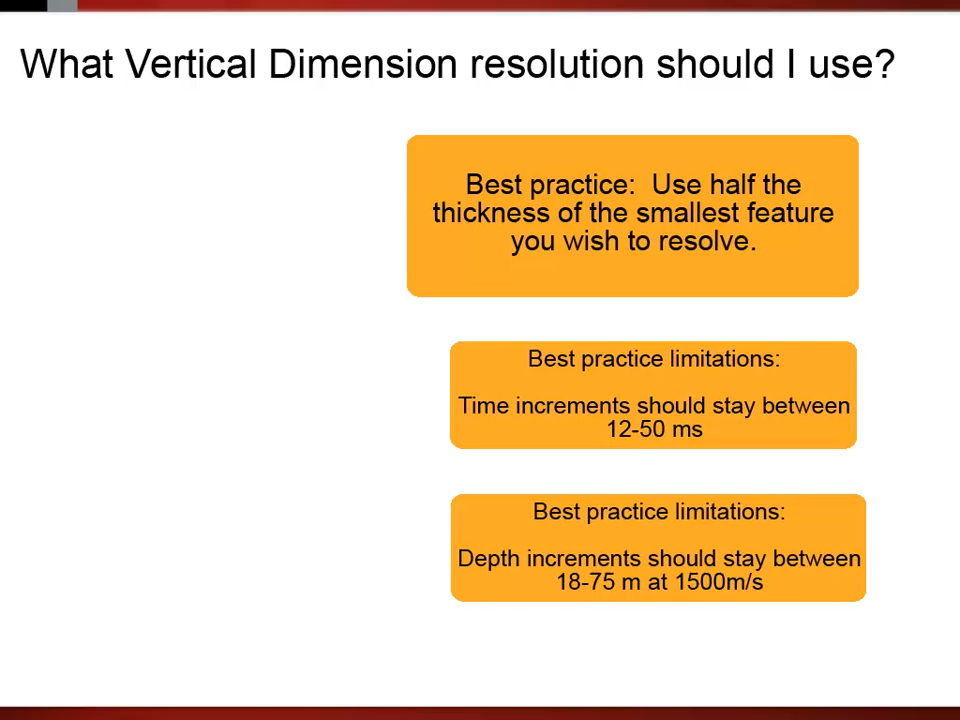 What Vertical Dimension resolution should I use?
Best practice:  Use half the
thickness of the smallest feature
you wish to resolve.
Best practice limitations:
Time increments should stay between
12-50 ms
Best practice limitations:
Depth increments should stay between
18-75 m at 1500m/s